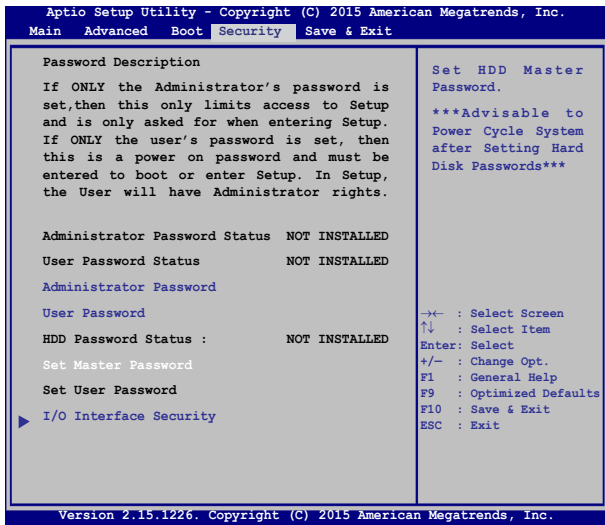 Aptio Setup Utility - Copyright (C) 2015 American Megatrends, Inc.
Main Advanced Boot Security Save & Exit
Password Description
If ONLY the Administrator's password is
set,then this only limits access to Setup
and is only asked for when entering Setup.
If ONLY the user's password is set, then
this is a power on password and must be
entered to boot or enter Setup. In Setup,
the User will have Administrator rights.
Administrator Password Status NOT INSTALLED
User Password Status NOT INSTALLED
Administrator Password
User Password
HDD Password Status : NOT INSTALLED
Set Master Password
Set User Password
I/O Interface Security
Set HDD Master
Password.
***Advisable to
Power Cycle System
after Setting Hard
Disk Passwords***
→← : Select Screen
↑↓ : Select Item
Enter: Select
+/— : Change Opt.
F1 : General Help
F9 : Optimized Defaults
F10 : Save & Exit
ESC : Exit
Version 2.15.1226. Copyright (C) 2015 American Megatrends, Inc.